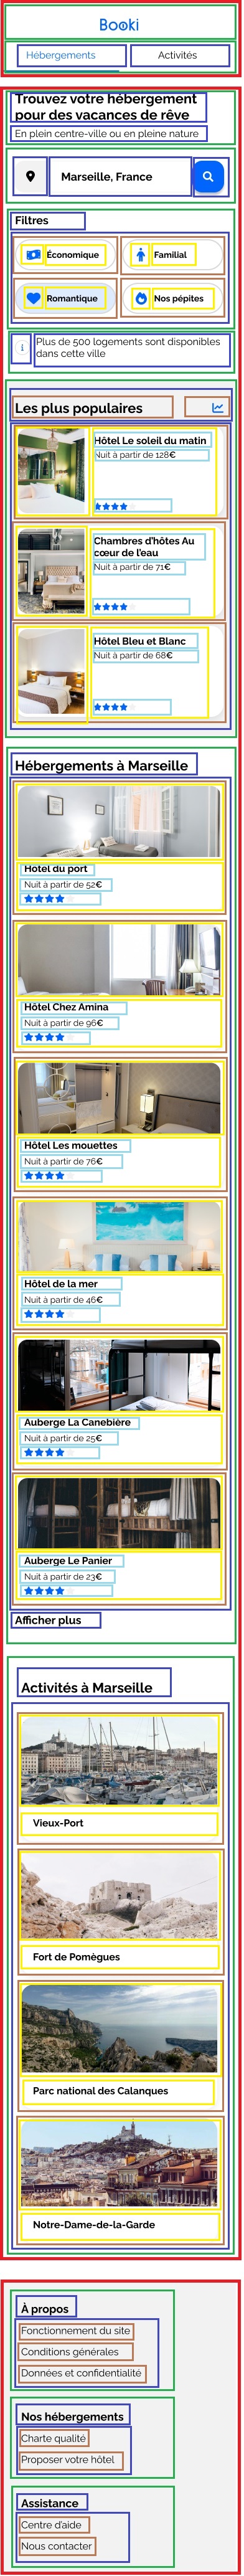 Booki
Hébergements
Activités
Trouvez votre hébergement
pour des vacances de rêve
En plein centre-ville ou en pleine nature
Marseille, France
Filtres
Économique
Familial
Romantique
Nos pépites
Plus de 500 logements sont disponibles
dans cette ville
Les plus populaires
Hôtel Le soleil du matin
Nuit à partir de 128€
Chambres d'hôtes Au
cœur de l'eau
Nuit à partir de 71€
Hôtel Bleu et Blanc
Nuit à partir de 68€
Hébergements à Marseille
Hôtel du port
Nuit à partir de 52€
Hôtel Chez Amina
Nuit à partir de 96€
Hôtel Les mouettes
Nuit à partir de 76€
Hôtel de la mer
Nuit à partir de 46€
Auberge La Canebière
Nuit à partir de 25€
Auberge Le Panier
Nuit à partir de 23€
Afficher plus
Activités à Marseille
Vieux-Port
Fort de Pomègues
Parc national des Calanques
Notre-Dame-de-la-Garde
À propos
Fonctionnement du site
Conditions générales
Données et confidentialité
Nos hébergements
Charte qualité
Proposer votre hôtel
Assistance
Centre d'aide
Nous contacter